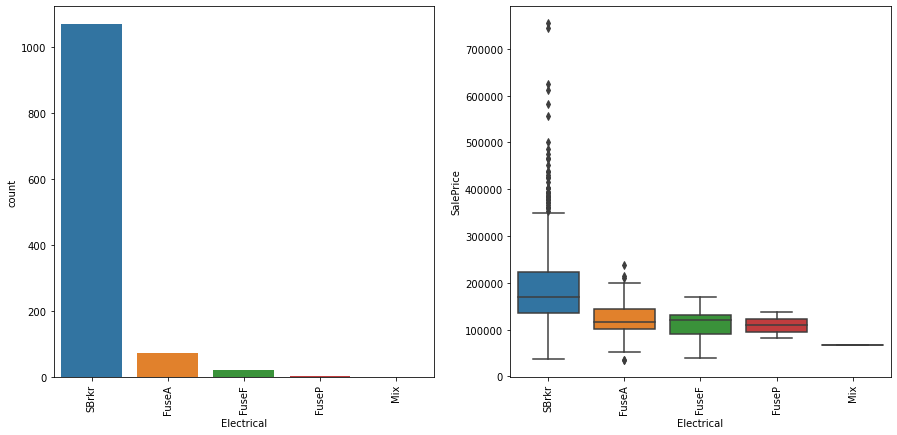 1000
800
600
400
200
0
count
SBrkr
FuseA
FuseF
FuseP
Mix
Electrical
700000
600000
500000
400000
300000
200000
100000
0
SalePrice
SBrkr
FuseA
FuseF
FuseP
Mix
Electrical